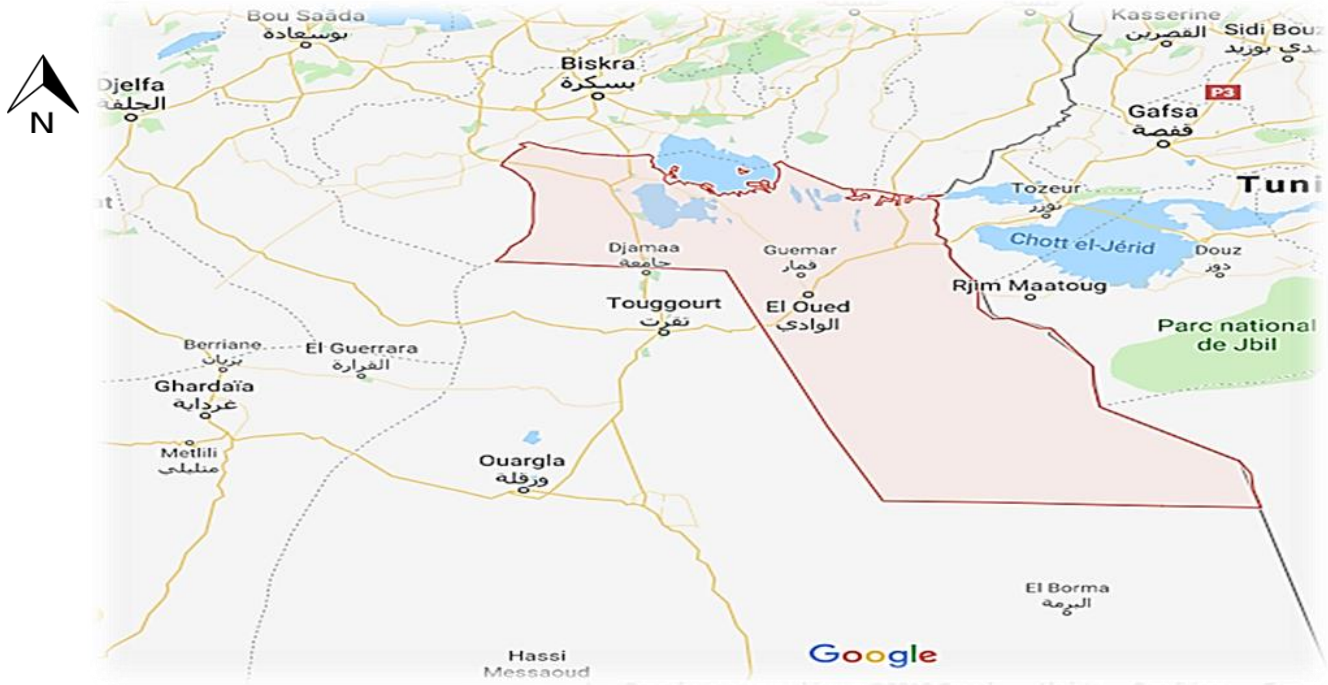 Bou Saâda
بوسعادة
Kasserine
القصرين
Sidi Bouz
Biskra
بسكرة
Djelfa
الجلفة
P3
Gafsa
قفصة
N
Tozeur
توزر
Tuni
Chott el-Jérid
Douz
دوز
Djamaa
جامعة
Guemar
قمار
Rjim Maatoug
El Oued
الوادي
Touggourt
تقرت
Parc national
de Jbil
Berriane
بريان
El Guerrara
القرارة
Ghardaïa
غرداية
Metlili
متليلي
Ouargla
ورقلة
El Borma
البرمة
Hassi
Messaoud
Google